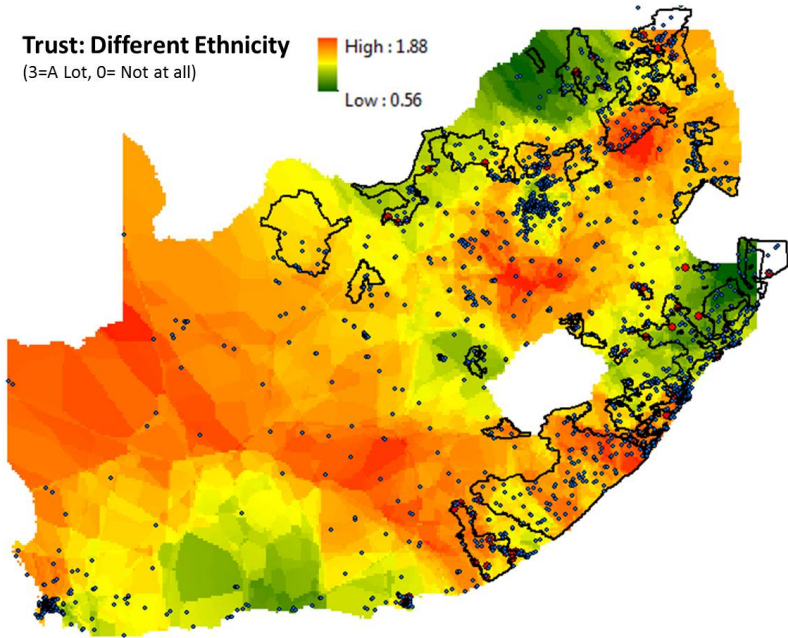 Trust: Different Ethnicity
(3=A Lot, 0= Not at all)
High : 1.88
Low : 0.56